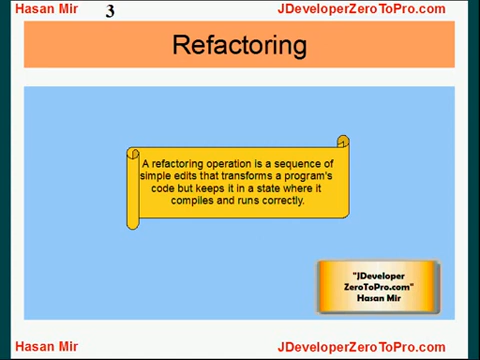 Hasan Mir 3 JDeveloperZeroToPro.com
Refactoring
A refactoring operation is a sequence of
simple edits that transforms a program's
code but keeps it in a state where it
compiles and runs correctly.
"JDeveloper
ZeroToPro.com"
Hasan Mir
Hasan Mir JDeveloperZeroToPro.com